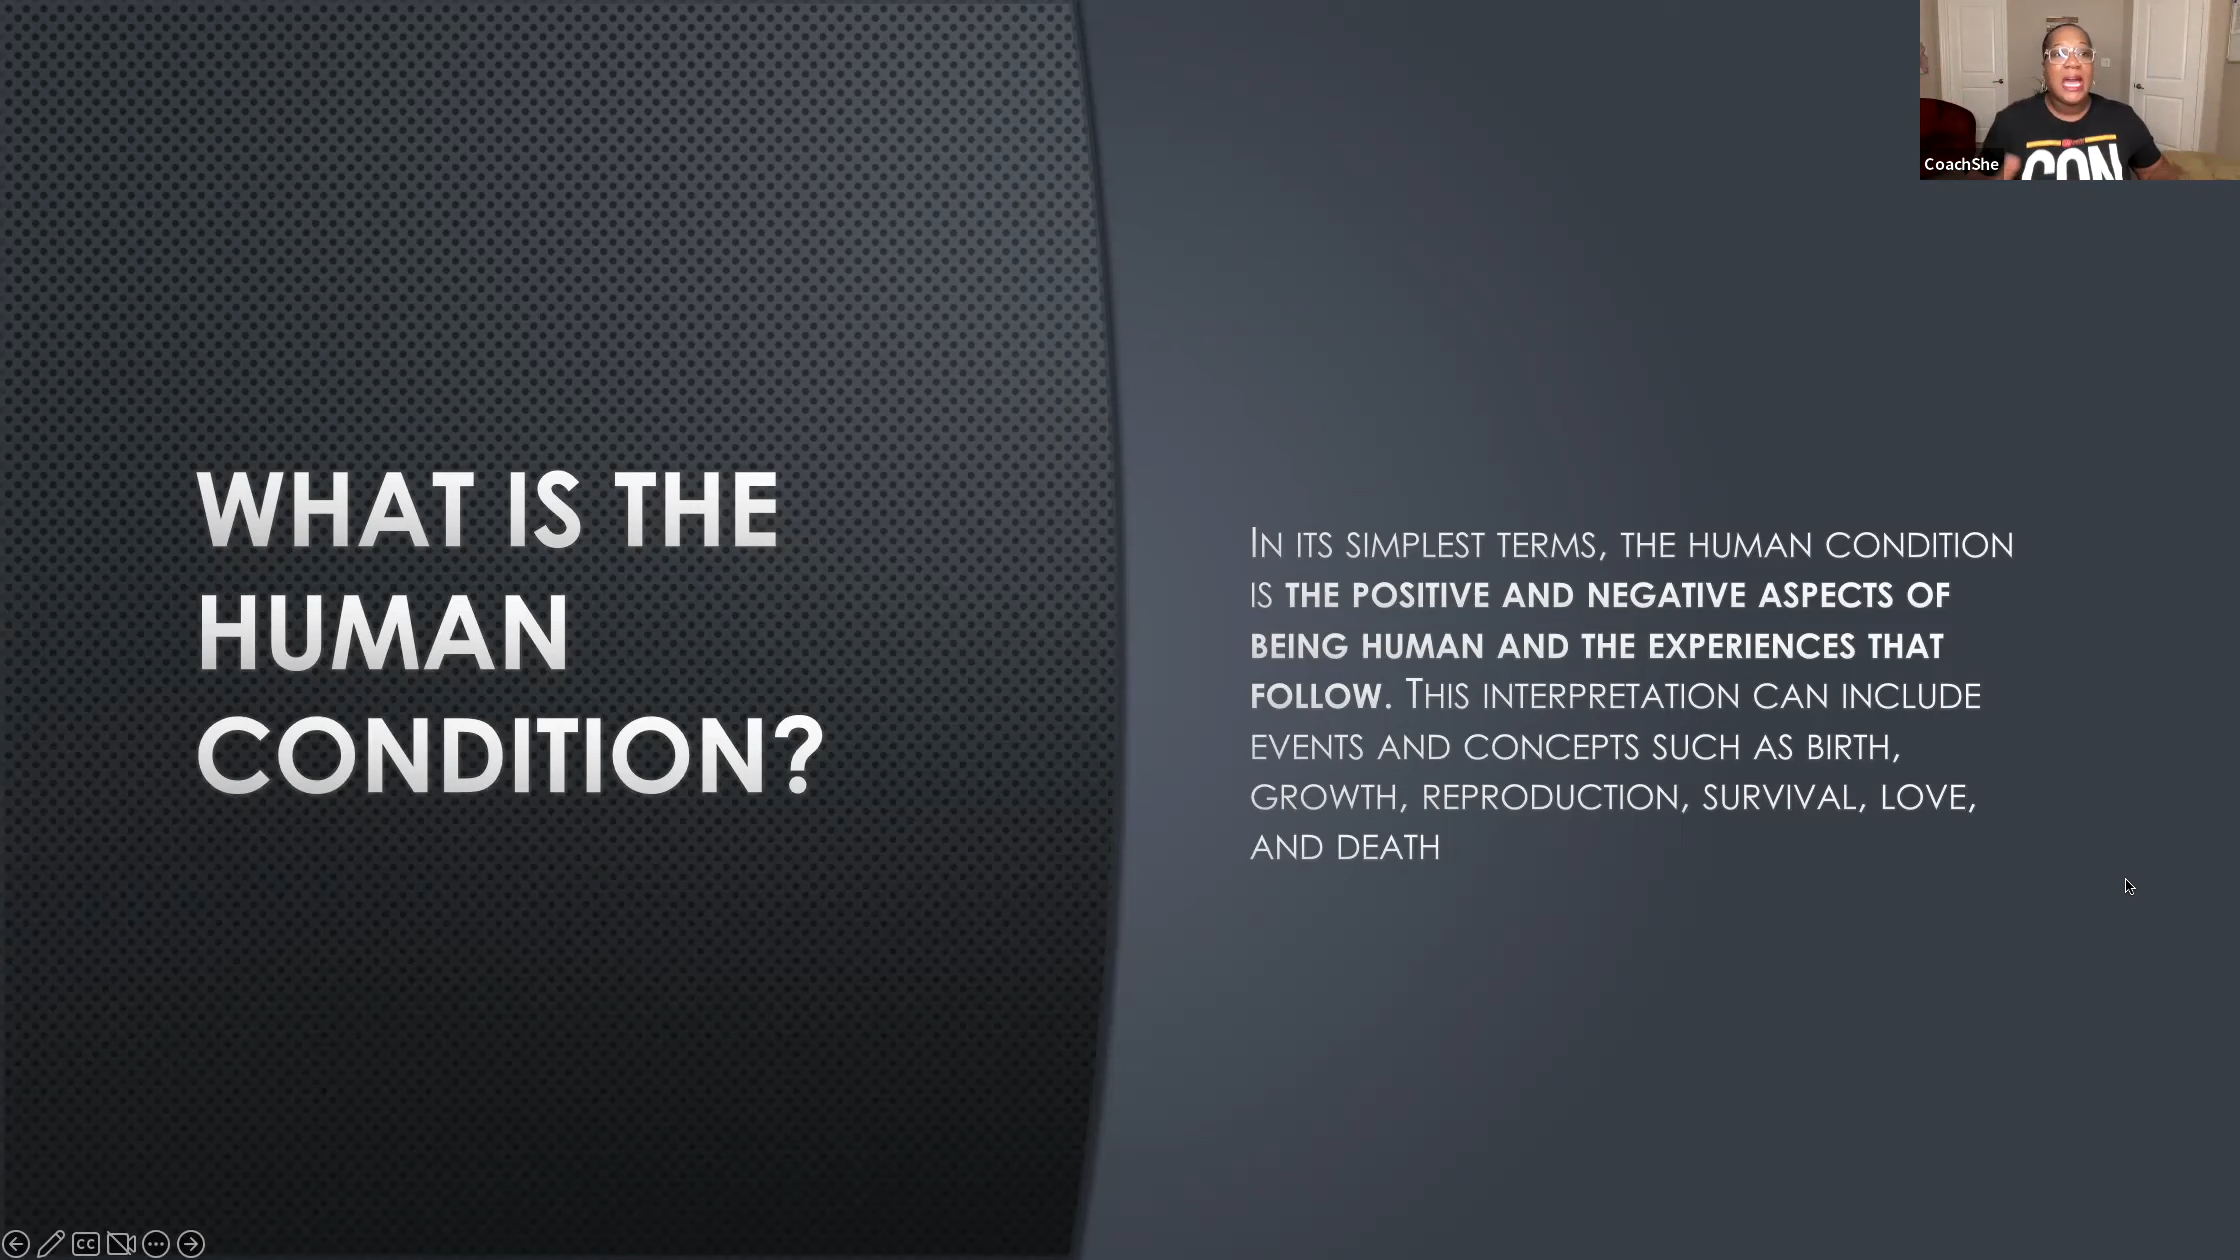 WHAT IS THE
HUMAN
CONDITION?
IN ITS SIMPLEST TERMS, THE HUMAN CONDITION
IS THE POSITIVE AND NEGATIVE ASPECTS OF
BEING HUMAN AND THE EXPERIENCES THAT
FOLLOW. THIS INTERPRETATION CAN INCLUDE
EVENTS AND CONCEPTS SUCH AS BIRTH,
GROWTH, REPRODUCTION, SURVIVAL, LOVE,
AND DEATH
CoachShe
CON
CC